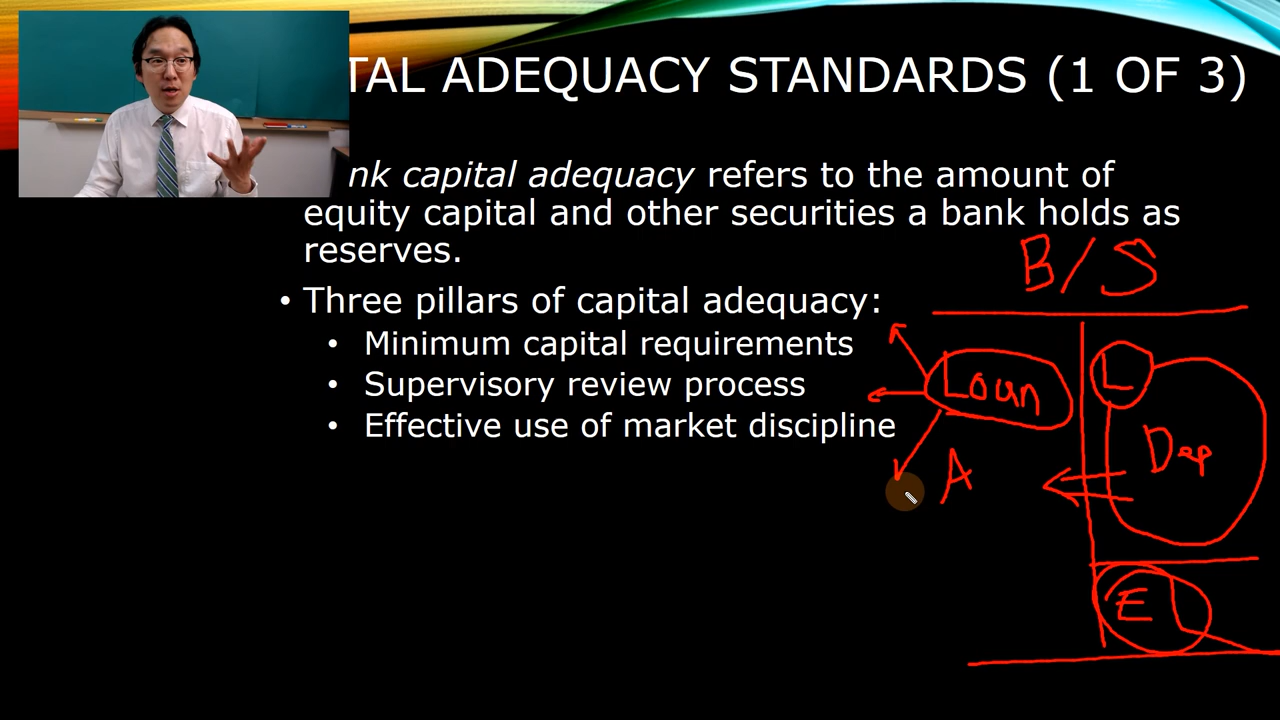 TAL ADEQUACY STANDARDS (1 OF 3)
nk capital adequacy refers to the amount of
equity capital and other securities a bank holds as
reserves.
• Three pillars of capital adequacy:
• Minimum capital requirements
• Supervisory review process
• Effective use of market discipline
B/S
Loan
L
Dep
A
E